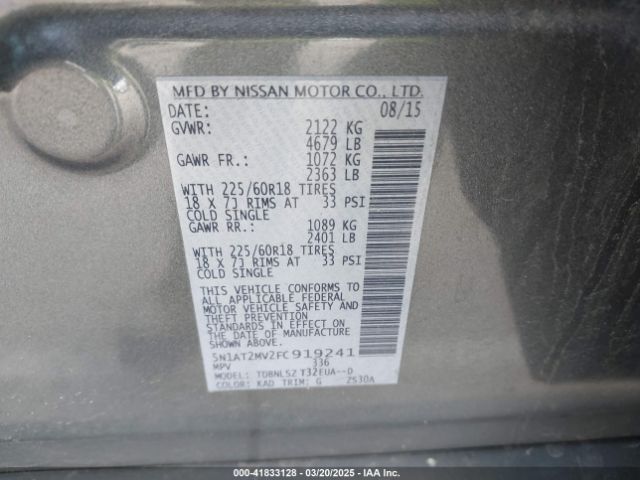 MFD BY NISSAN MOTOR CO., LTD.
DATE: 08/15
GVWR: 2122 KG
4679 LB
GAWR FR.: 1072 KG
2363 LB
WITH 225/60R18 TIRES
18 X 7J RIMS AT 33 PSI
COLD SINGLE
GAWR RR.: 1089 KG
2401 LB
WITH 225/60R18 TIRES
18 X 7J RIMS AT 33 PSI
COLD SINGLE
THIS VEHICLE CONFORMS TO
ALL APPLICABLE FEDERAL
MOTOR VEHICLE SAFETY AND
THEFT PREVENTION
STANDARDS IN EFFECT ON
THE DATE OF MANUFACTURE
SHOWN ABOVE.
5N1AT2MV2FC919241
MPV 336
MODEL: TDBNLSZ T32EUA--D
COLOR: KAD TRIM: G 2S30A
000-41833128 — 03/20/2025 — IAA Inc.